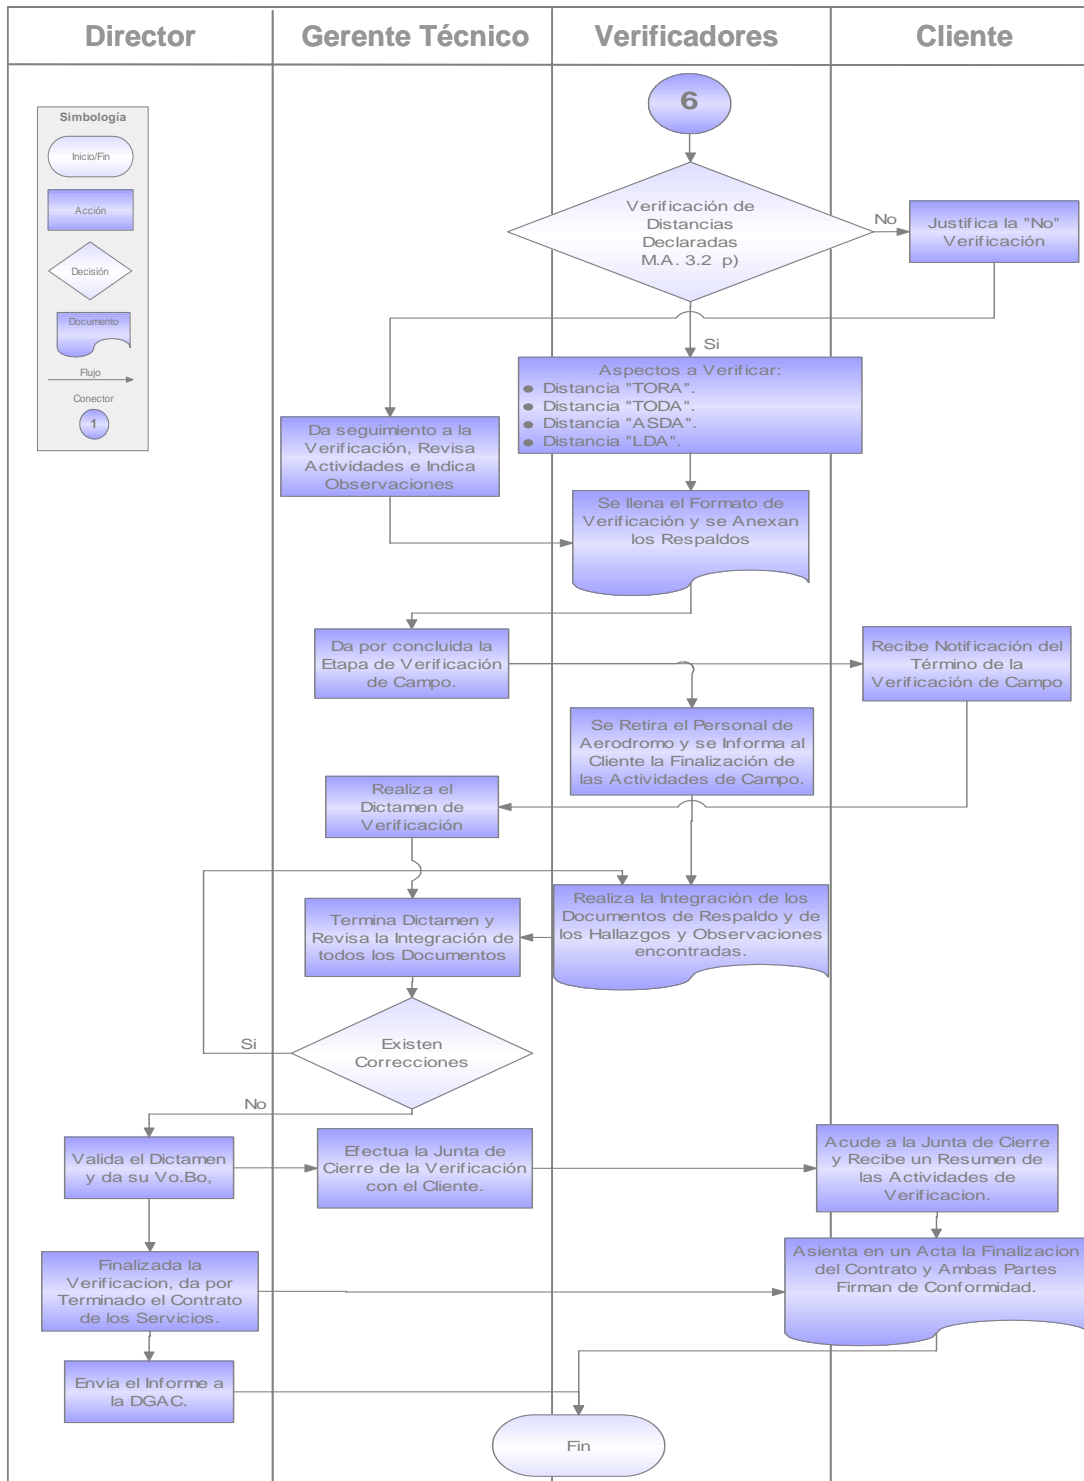 Director
Gerente Técnico
Verificadores
Cliente
Simbología
Inicio/Fin
Acción
Decisión
Documento
Flujo
Conector
1
6
Verificación de
Distancias
Declaradas
M.A. 3.2 p)
No
Justifica la "No"
Verificación
Si
Aspectos a Verificar:
● Distancia "TORA".
● Distancia "TODA".
● Distancia "ASDA".
● Distancia "LDA".
Da seguimiento a la
Verificación, Revisa
Actividades e Indica
Observaciones
Se llena el Formato de
Verificación y se Anexan
los Respaldos
Da por concluida la
Etapa de Verificación
de Campo.
Recibe Notificación del
Término de la
Verificación de Campo
Se Retira el Personal de
Aerodromo y se Informa al
Cliente la Finalización de
las Actividades de Campo.
Realiza el
Dictamen de
Verificación
Realiza la Integración de los
Documentos de Respaldo y de
los Hallazgos y Observaciones
encontradas.
Termina Dictamen y
Revisa la Integración de
todos los Documentos
Existen
Correcciones
Si
No
Valida el Dictamen
y da su Vo.Bo,
Efectua la Junta de
Cierre de la Verificación
con el Cliente.
Acude a la Junta de Cierre
y Recibe un Resumen de
las Actividades de
Verificacion.
Finalizada la
Verificacion, da por
Terminado el Contrato
de los Servicios.
Asienta en un Acta la Finalizacion
del Contrato y Ambas Partes
Firman de Conformidad.
Envia el Informe a
la DGAC.
Fin